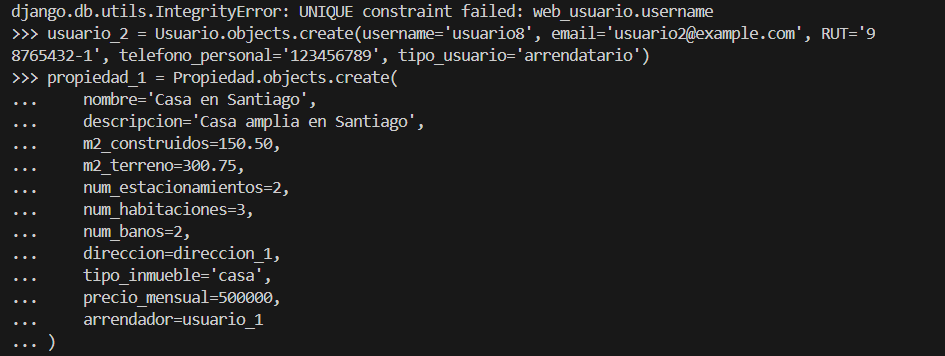 django.db.utils.IntegrityError: UNIQUE constraint failed: web_usuario.username
>>> usuario_2 = Usuario.objects.create(username='usuario8', email='usuario2@example.com', RUT='9
8765432-1', telefono_personal='123456789', tipo_usuario='arrendatario')
>>> propiedad_1 = Propiedad.objects.create(
...     nombre='Casa en Santiago',
...     descripcion='Casa amplia en Santiago',
...     m2_construidos=150.50,
...     m2_terreno=300.75,
...     num_estacionamientos=2,
...     num_habitaciones=3,
...     num_banos=2,
...     direccion=direccion_1,
...     tipo_inmueble='casa',
...     precio_mensual=500000,
...     arrendador=usuario_1
... )